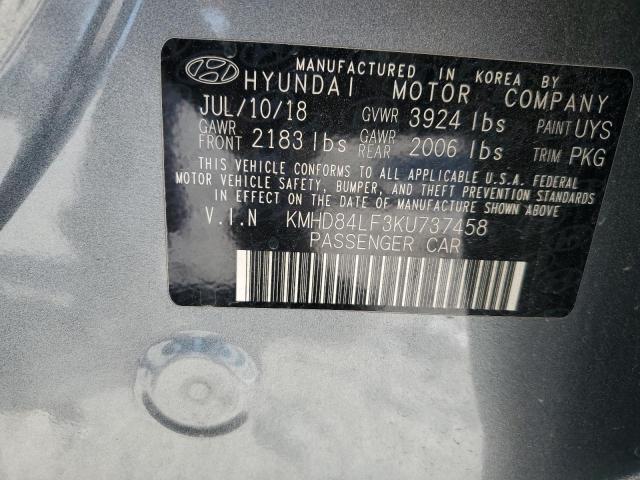 MANUFACTURED IN KOREA BY
HYUNDAI MOTOR COMPANY
JUL/10/18 GVWR 3924 lbs PAINT UYS
GAWR FRONT 2183 lbs GAWR REAR 2006 lbs TRIM PKG
THIS VEHICLE CONFORMS TO ALL APPLICABLE U.S.A. FEDERAL
MOTOR VEHICLE SAFETY, BUMPER, AND THEFT PREVENTION STANDARDS
IN EFFECT ON THE DATE OF MANUFACTURE SHOWN ABOVE
V.I.N KMHD84LF3KU737458
PASSENGER CAR